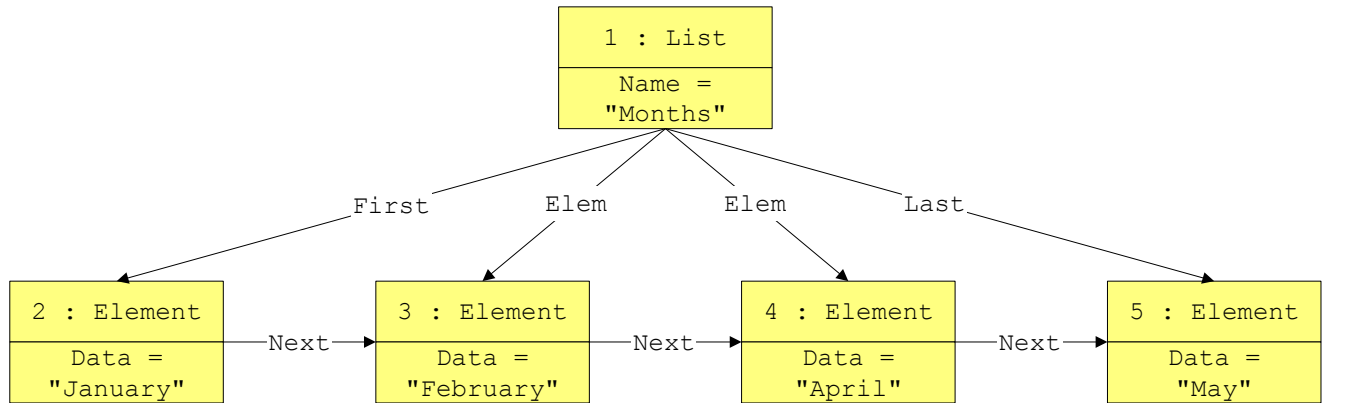 1 : List
Name =
"Months"
First
Elem
Elem
Last
2 : Element
3 : Element
4 : Element
5 : Element
Next
Next
Next
Data =
"January"
Data =
"February"
Data =
"April"
Data =
"May"